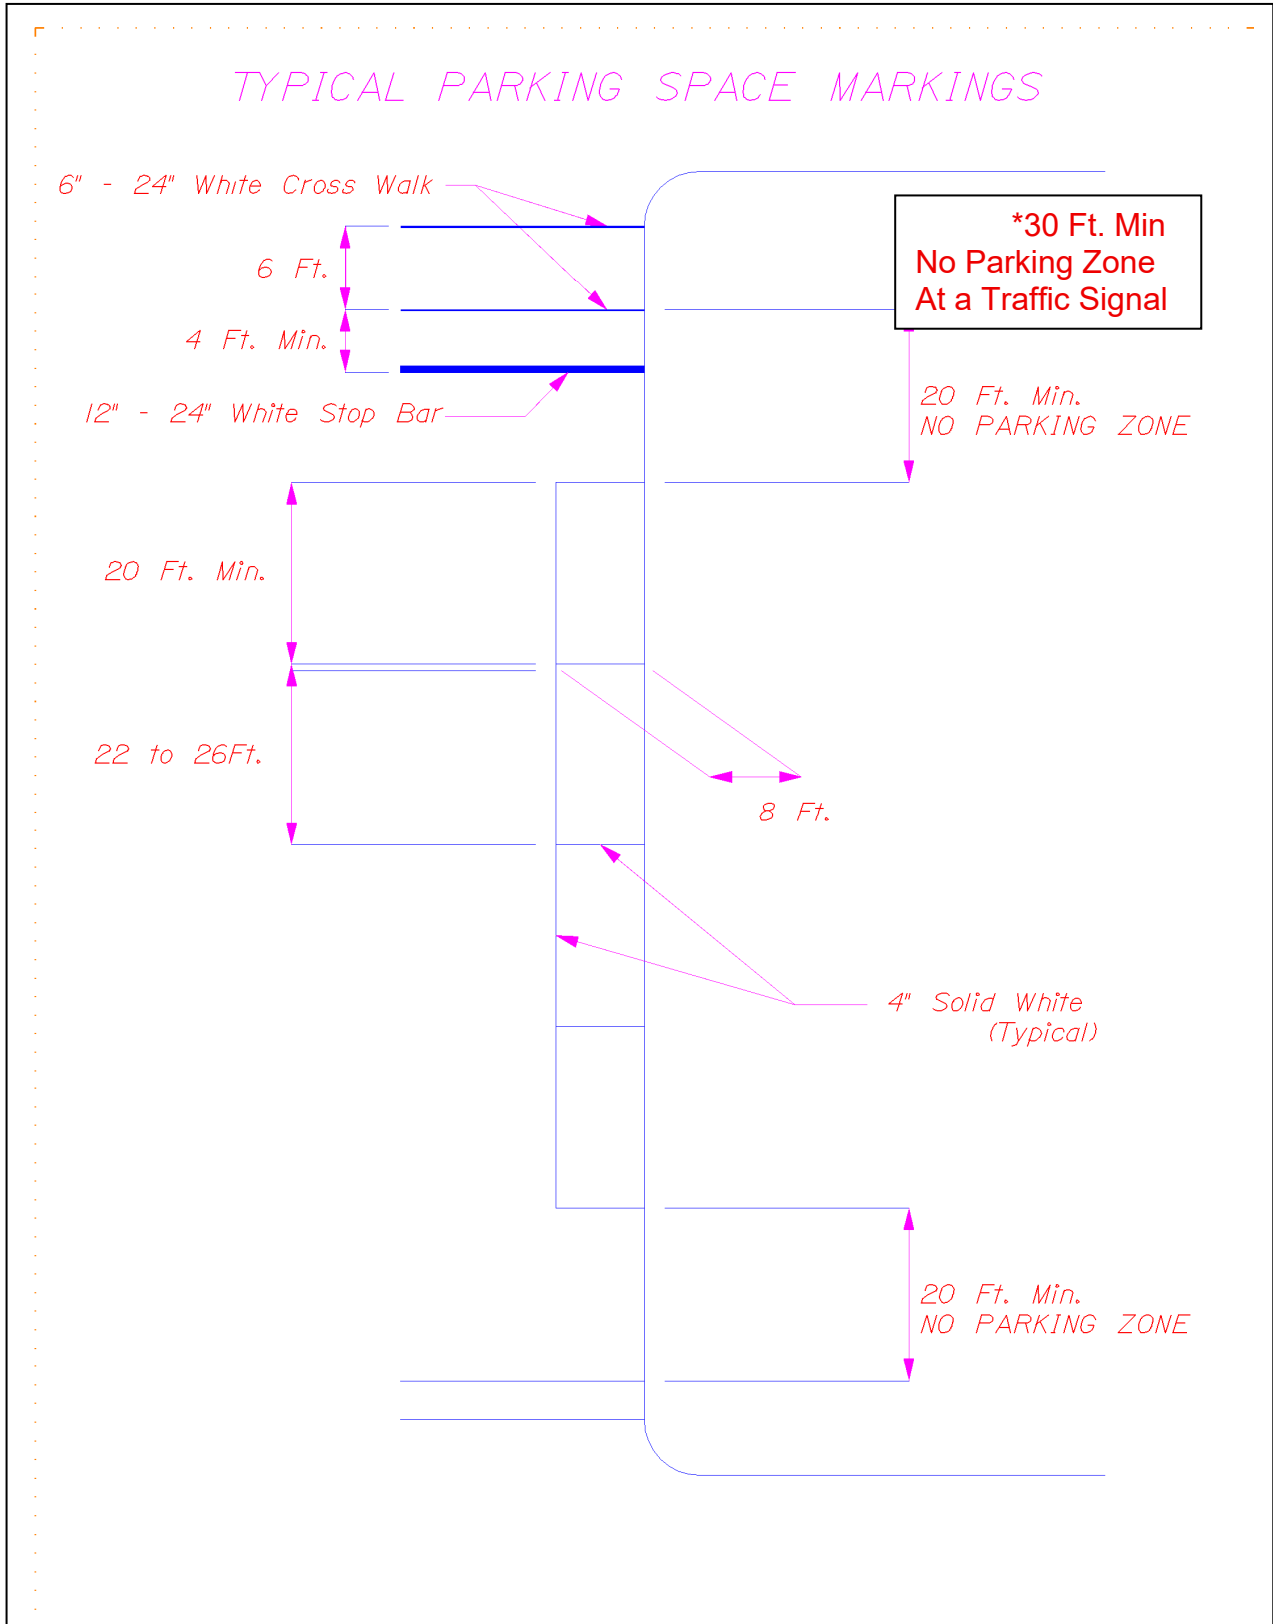 TYPICAL PARKING SPACE MARKINGS
6" - 24" White Cross Walk
*30 Ft. Min
No Parking Zone
At a Traffic Signal
6 Ft.
4 Ft. Min.
12" - 24" White Stop Bar
20 Ft. Min.
NO PARKING ZONE
20 Ft. Min.
22 to 26Ft.
8 Ft.
4" Solid White
(Typical)
20 Ft. Min.
NO PARKING ZONE